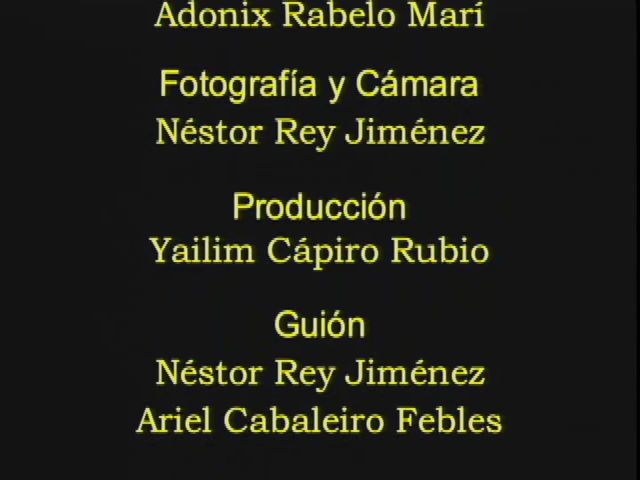 Adonix Rabelo Marí
Fotografía y Cámara
Néstor Rey Jiménez
Producción
Yailim Cápiro Rubio
Guión
Néstor Rey Jiménez
Ariel Cabaleiro Febles